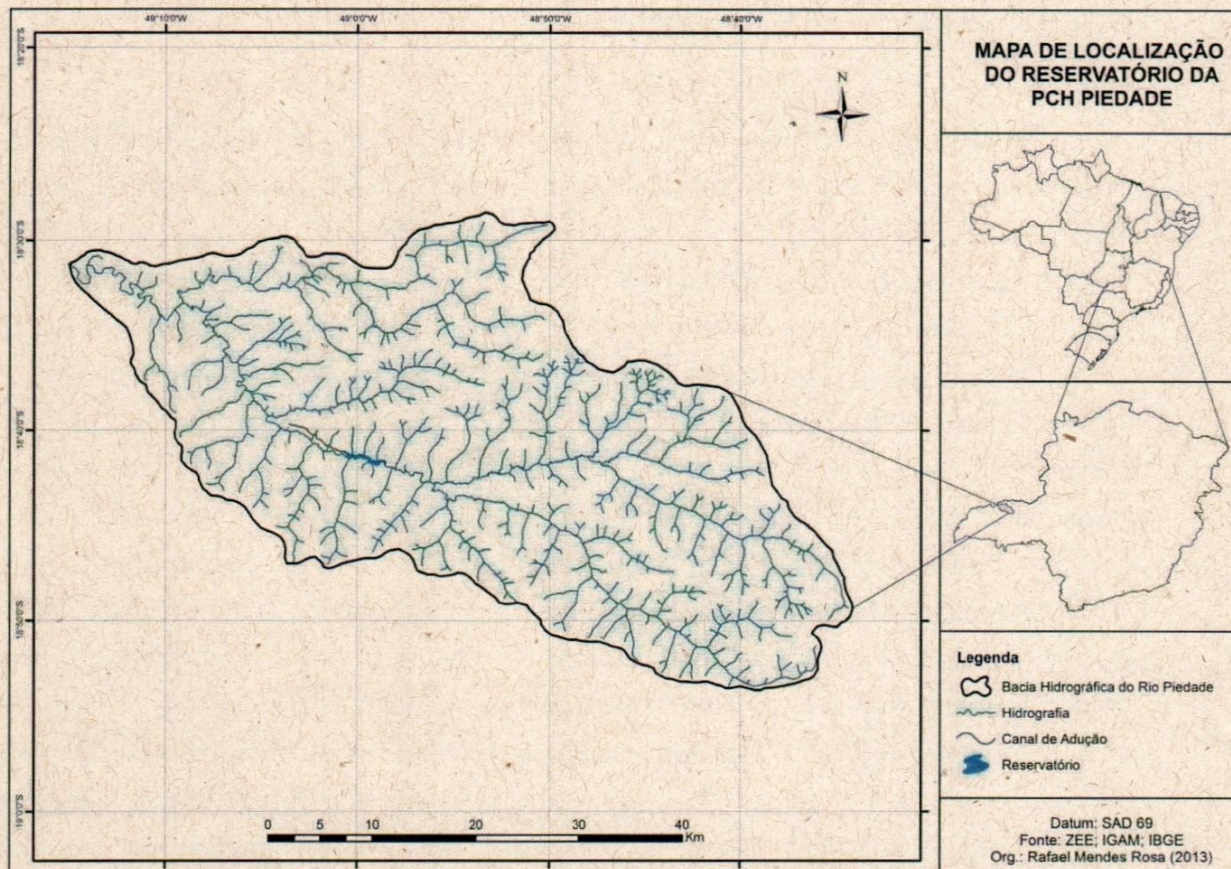 49°10'0"W
49°0'0"W
48°50'0"W
48°40'0"W
18°20'0"S
18°30'0"S
18°40'0"S
18°50'0"S
19°0'0"S
N
0 5 10 20 30 40
Km
MAPA DE LOCALIZAÇÃO
DO RESERVATÓRIO DA
PCH PIEDADE
Legenda
Bacia Hidrográfica do Rio Piedade
Hidrografia
Canal de Adução
Reservatório
Datum: SAD 69
Fonte: ZEE; IGAM; IBGE
Org.: Rafael Mendes Rosa (2013)